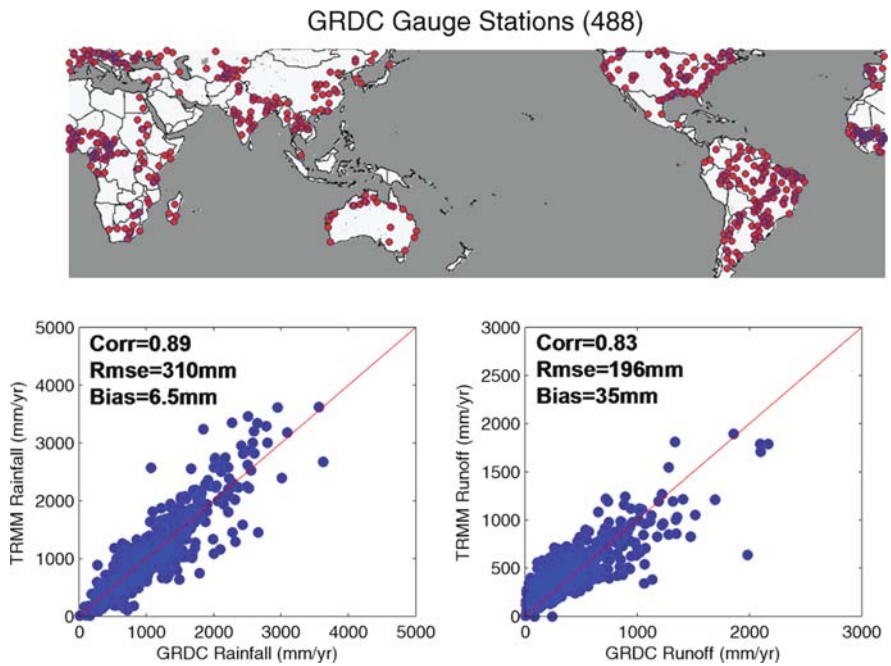 GRDC Gauge Stations (488)
5000
4000
3000
2000
1000
0
TRMM Rainfall (mm/yr)
Corr=0.89
Rmse=310mm
Bias=6.5mm
0 1000 2000 3000 4000 5000
GRDC Rainfall (mm/yr)
3000
2500
2000
1500
1000
500
0
TRMM Runoff (mm/yr)
Corr=0.83
Rmse=196mm
Bias=35mm
0 1000 2000 3000
GRDC Runoff (mm/yr)